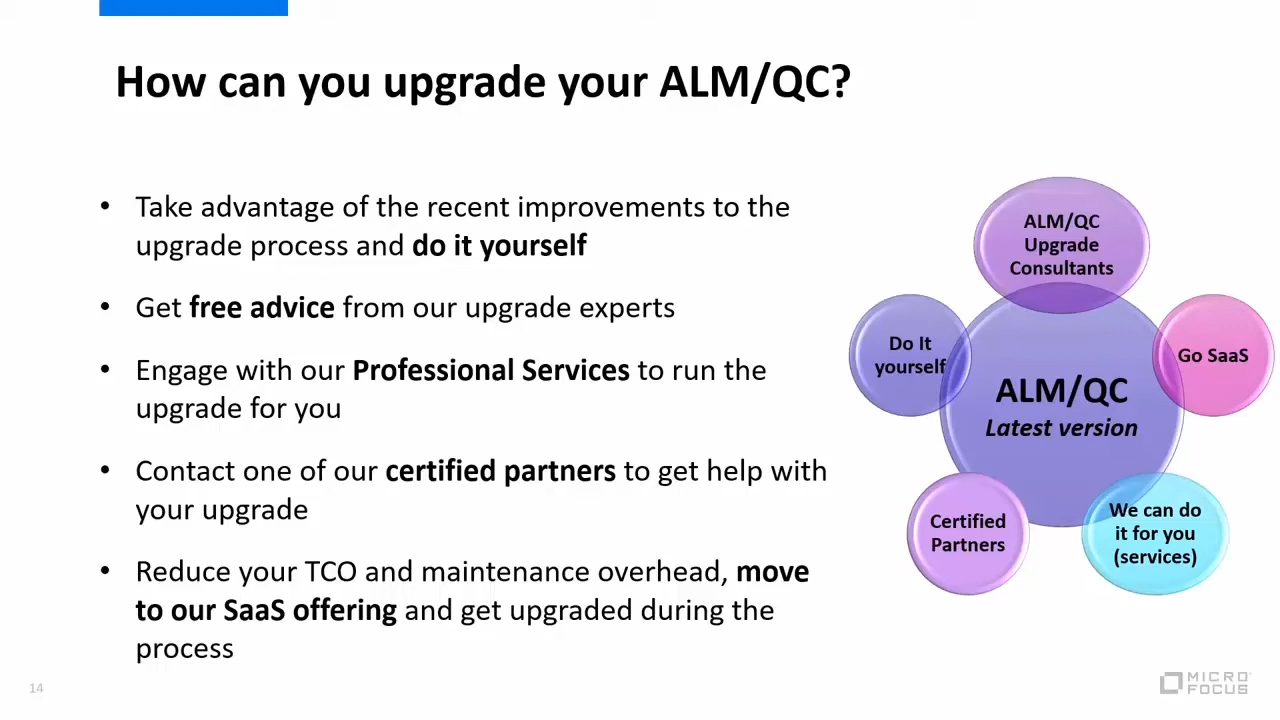 How can you upgrade your ALM/QC?
• Take advantage of the recent improvements to the
upgrade process and do it yourself
• Get free advice from our upgrade experts
• Engage with our Professional Services to run the
upgrade for you
• Contact one of our certified partners to get help with
your upgrade
• Reduce your TCO and maintenance overhead, move
to our SaaS offering and get upgraded during the
process
ALM/QC
Upgrade
Consultants
Do It
yourself
Go SaaS
ALM/QC
Latest version
Certified
Partners
We can do
it for you
(services)
14
MICRO
FOCUS